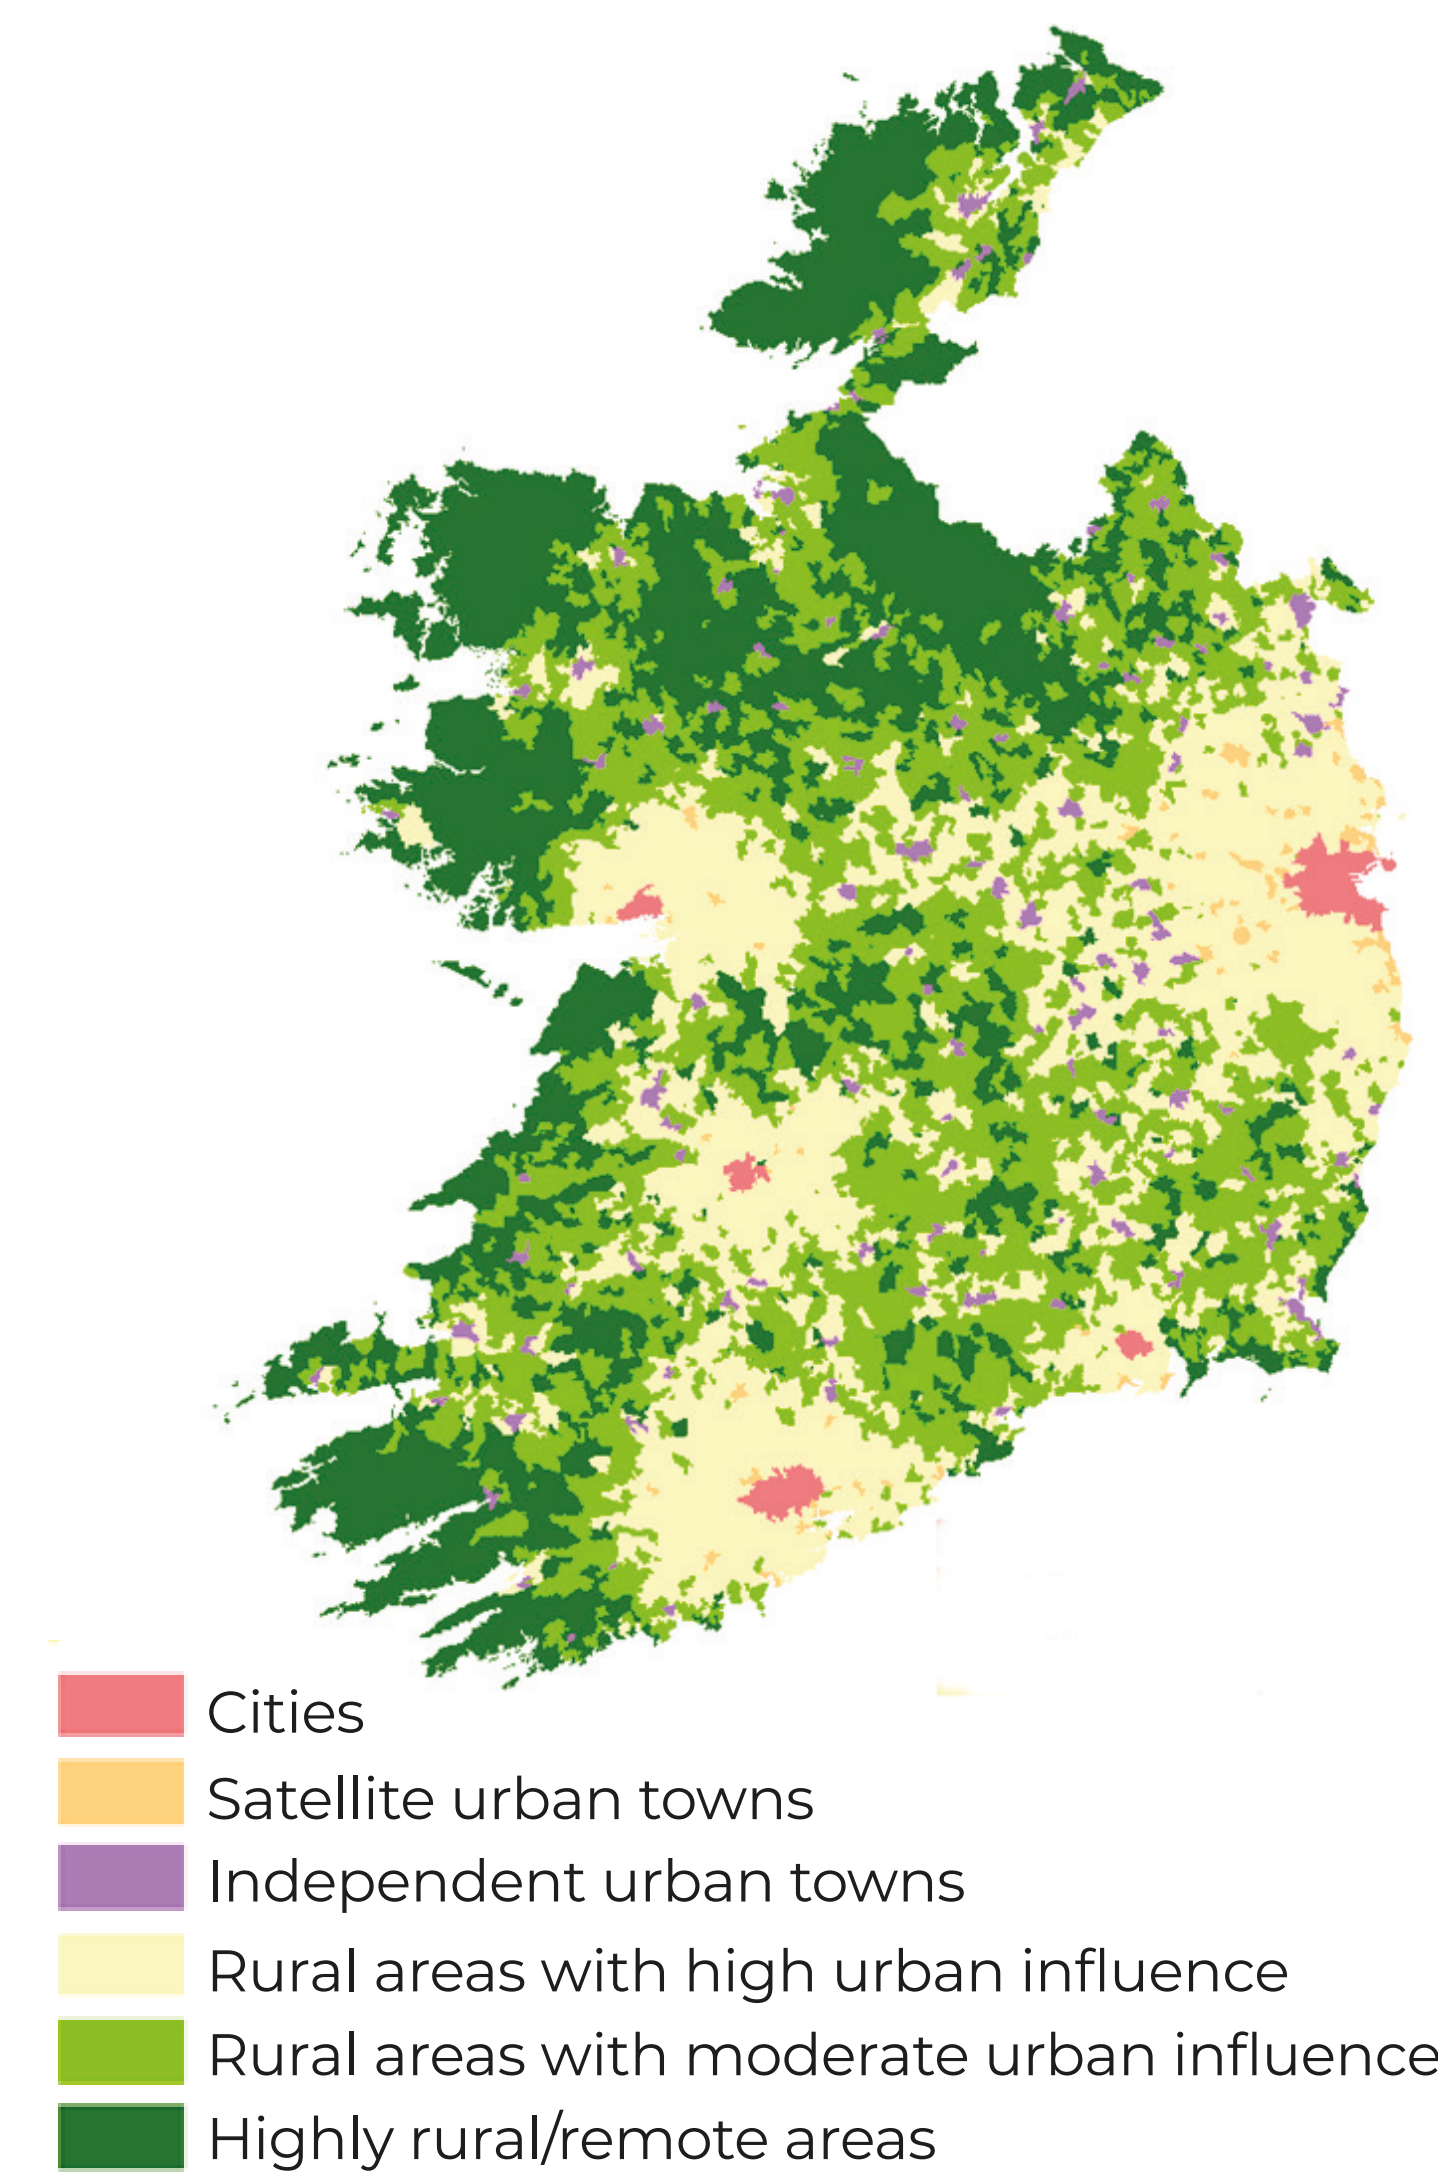 Cities
Satellite urban towns
Independent urban towns
Rural areas with high urban influence
Rural areas with moderate urban influence
Highly rural/remote areas